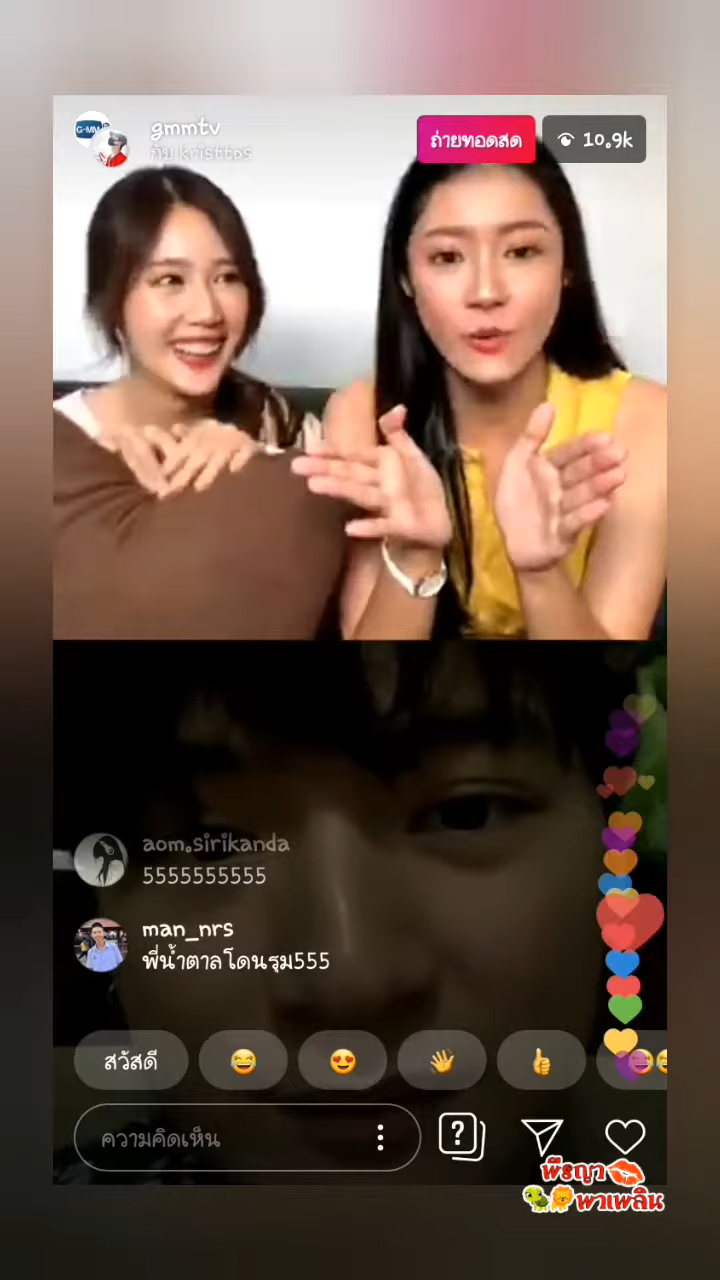 G-MM
gmmtv
กับ kristtps
ถ่ายทอดสด
10.9k
aom.sirikanda
5555555555
man_nrs
พี่น้ำตาลโดนรุม555
สวัสดี
ความคิดเห็น
?
พีรญา
พาเพลิน